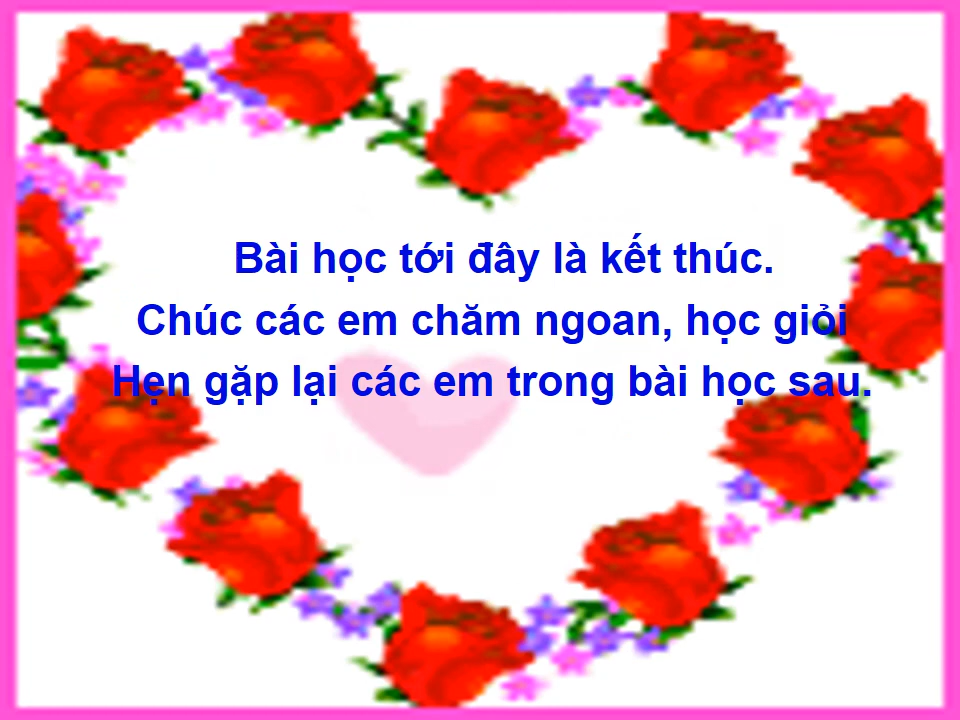 Bài học tới đây là kết thúc.
Chúc các em chăm ngoan, học giỏi
Hẹn gặp lại các em trong bài học sau.